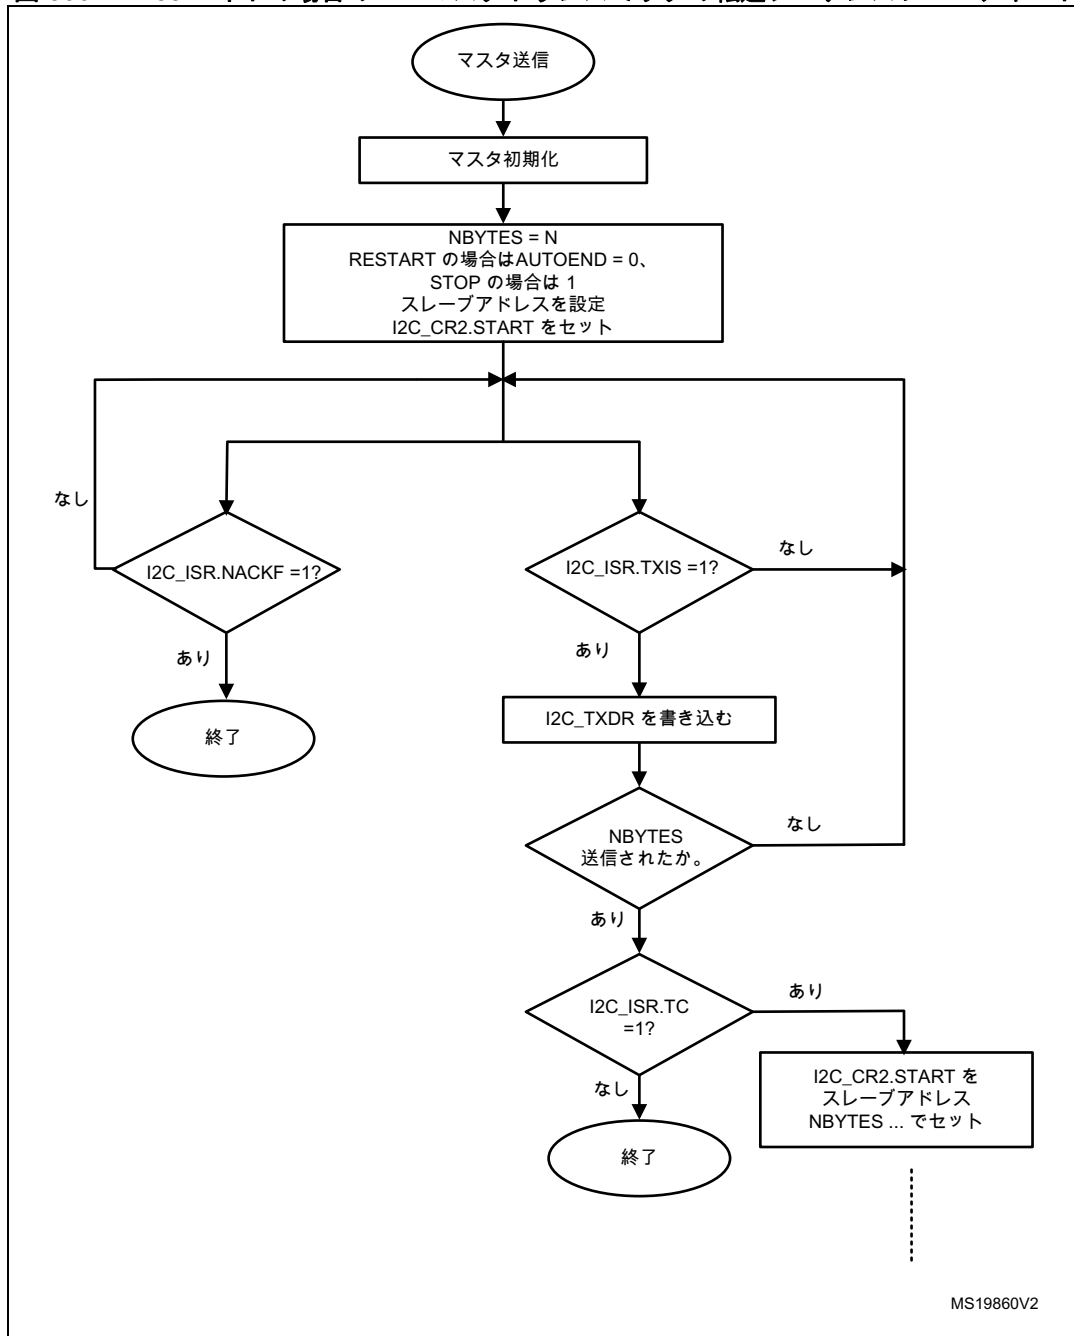 マスタ送信
マスタ初期化
NBYTES = N
RESTART の場合はAUTOEND = 0、
STOP の場合は 1
スレーブアドレスを設定
I2C_CR2.START をセット
なし
I2C_ISR.NACKF =1?
I2C_ISR.TXIS =1?
なし
あり
あり
終了
I2C_TXDR を書き込む
NBYTES
送信されたか。
なし
あり
I2C_ISR.TC
=1?
あり
なし
I2C_CR2.START を
スレーブアドレス
NBYTES ... でセット
終了
MS19860V2